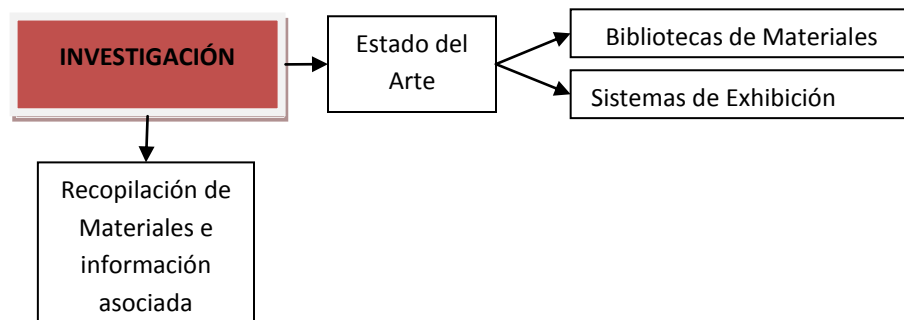 INVESTIGACIÓN
Estado del
Arte
Bibliotecas de Materiales
Sistemas de Exhibición
Recopilación de
Materiales e
información
asociada